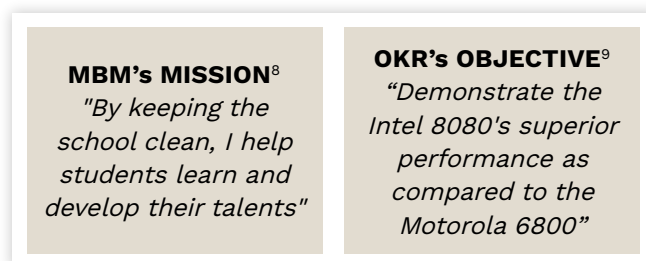 MBM’s MISSION⁸
"By keeping the
school clean, I help
students learn and
develop their talents"
OKR’s OBJECTIVE⁹
“Demonstrate the
Intel 8080's superior
performance as
compared to the
Motorola 6800”